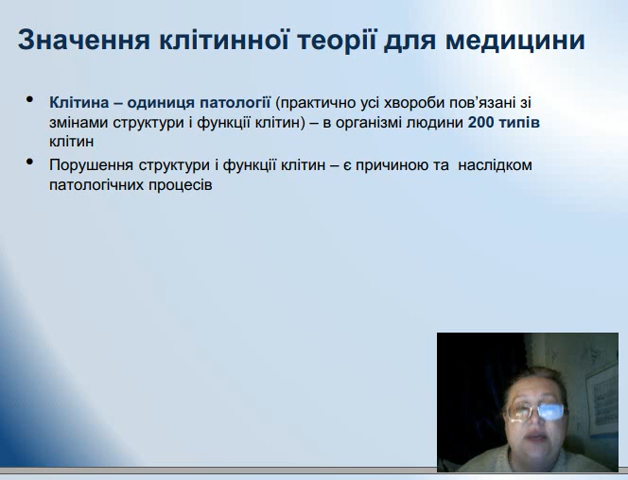 Значення клітинної теорії для медицини
• Клітина – одиниця патології (практично усі хвороби пов’язані зі
змінами структури і функції клітин) – в організмі людини 200 типів
клітин
• Порушення структури і функції клітин – є причиною та наслідком
патологічних процесів